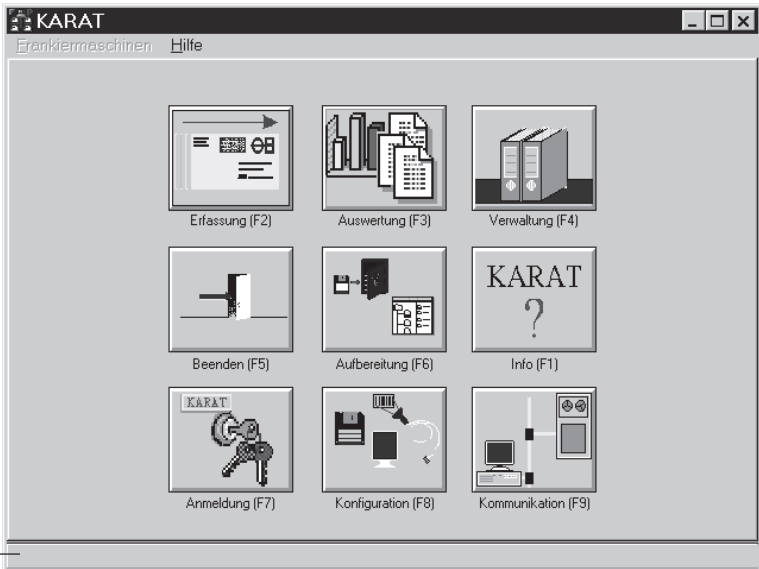 KARAT
Frankiermaschinen Hilfe
Erfassung (F2) Auswertung (F3) Verwaltung (F4)
KARAT
?
Beenden (F5) Aufbereitung (F6) Info (F1)
KARAT
Anmeldung (F7) Konfiguration (F8) Kommunikation (F9)